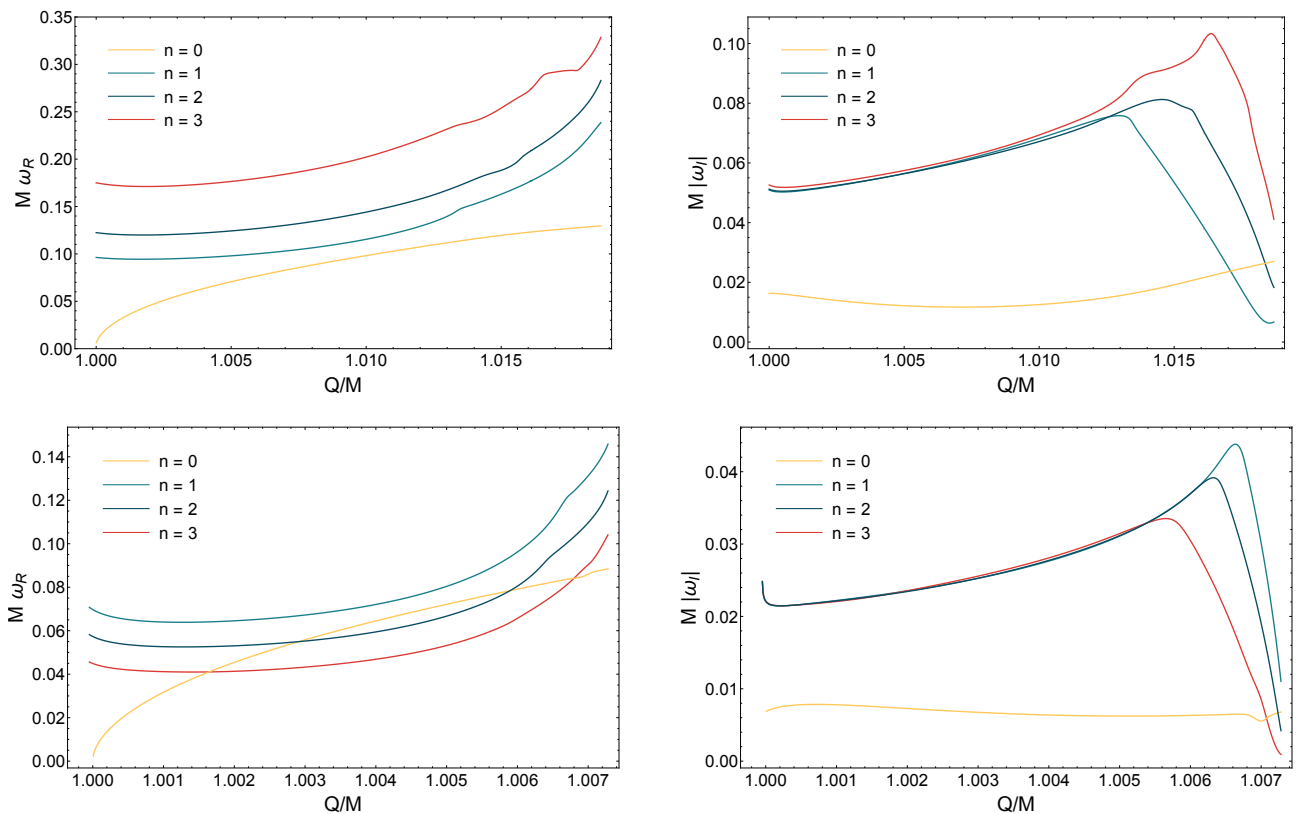 0.35
0.30
0.25
0.20
0.15
0.10
0.05
0.00
M ωR
n = 0
n = 1
n = 2
n = 3
1.000 1.005 1.010 1.015
Q/M
0.10
0.08
0.06
0.04
0.02
0.00
M |ωI|
n = 0
n = 1
n = 2
n = 3
1.000 1.005 1.010 1.015
Q/M
0.14
0.12
0.10
0.08
0.06
0.04
0.02
0.00
M ωR
n = 0
n = 1
n = 2
n = 3
1.000 1.001 1.002 1.003 1.004 1.005 1.006 1.007
Q/M
0.04
0.03
0.02
0.01
0.00
M |ωI|
n = 0
n = 1
n = 2
n = 3
1.000 1.001 1.002 1.003 1.004 1.005 1.006 1.007
Q/M